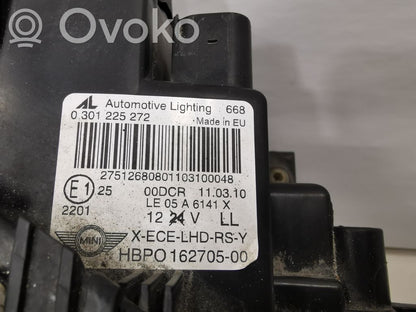 Ovoko
AL Automotive Lighting 668
0 301 225 272 Made in EU
27512680801103100048
E1 25 00DCR 11.03.10
LE 05 A 6141 X
2201 12 24 V LL
MINI X-ECE-LHD-RS-Y
HBPO 162705-00